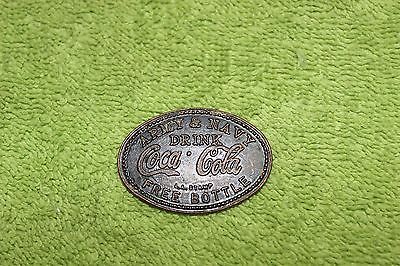 ARMY & NAVY
DRINK
Coca·Cola
FREE BOTTLE